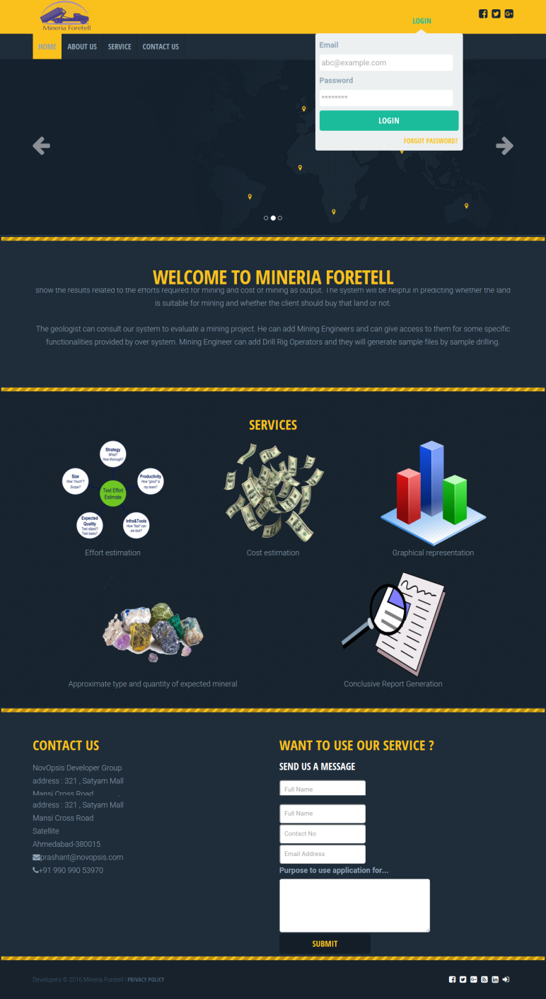 Mineria Foretell
LOGIN
HOME ABOUT US SERVICE CONTACT US
Email
abc@example.com
Password
********
LOGIN
FORGOT PASSWORD?
WELCOME TO MINERIA FORETELL
show the results related to the efforts required for mining and cost of mining as output. The system will be helpful in predicting whether the land
is suitable for mining and whether the client should buy that land or not.
The geologist can consult our system to evaluate a mining project. He can add Mining Engineers and can give access to them for some specific
functionalities provided by over system. Mining Engineer can add Drill Rig Operators and they will generate sample files by sample drilling.
SERVICES
Strategy
What?
How thorough?
Size
How "much"?
Scope?
Productivity
How "good" is
my team?
Test Effort
Estimate
Expected
Quality
Test object?
Test bases?
Infra&Tools
How "fast" can
we test?
Effort estimation
Cost estimation
Graphical representation
Approximate type and quantity of expected mineral
Conclusive Report Generation
CONTACT US
NovOpsis Developer Group
address : 321 , Satyam Mall
Mansi Cross Road
address : 321 , Satyam Mall
Mansi Cross Road
Satellite
Ahmedabad-380015
prashant@novopsis.com
+91 990 990 53970
WANT TO USE OUR SERVICE ?
SEND US A MESSAGE
Full Name
Full Name
Contact No
Email Address
Purpose to use application for...
SUBMIT
Developers © 2016 Mineria Foretell | PRIVACY POLICY